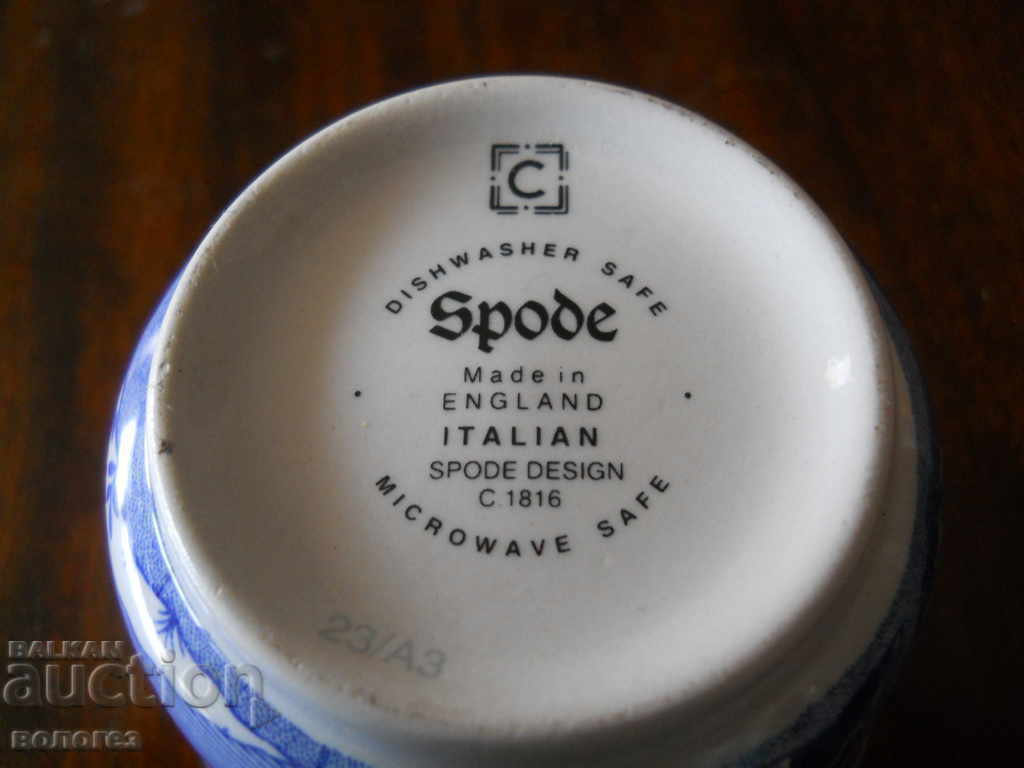 C
DISHWASHER SAFE
Spode
Made in
ENGLAND
ITALIAN
SPODE DESIGN
C.1816
MICROWAVE SAFE
23/A3
BALKAN
auction
вологез